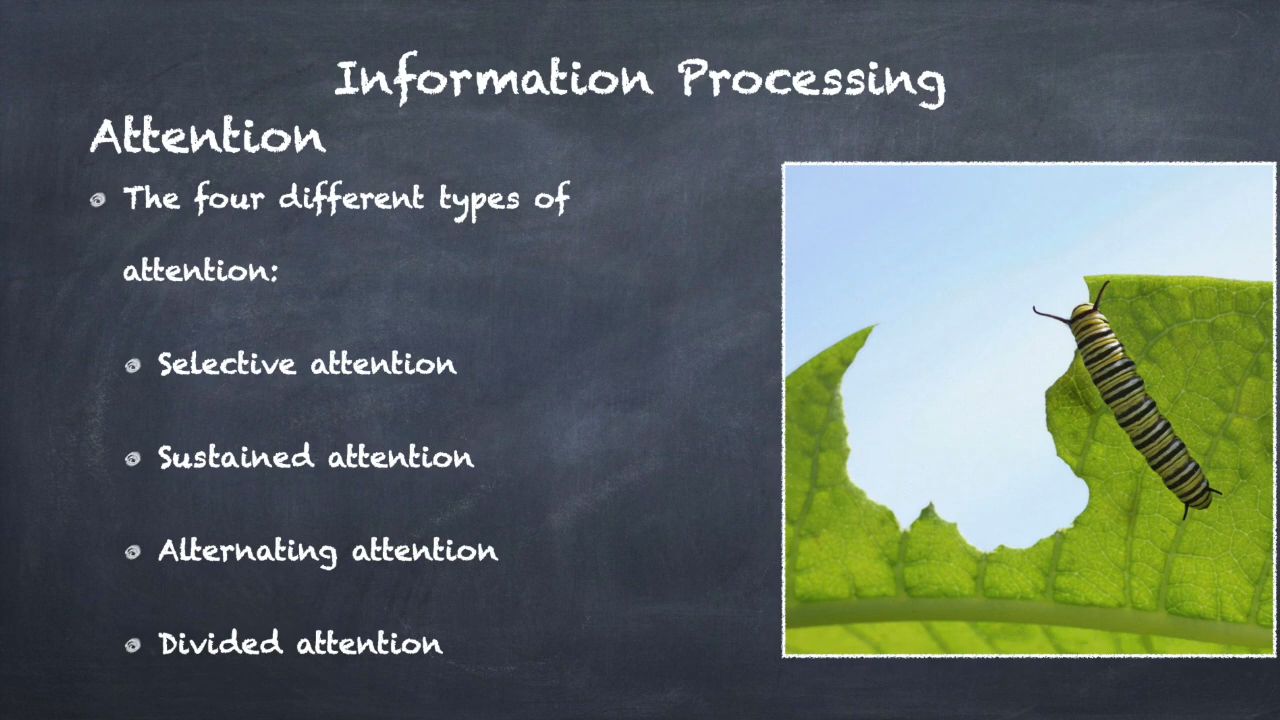 Information Processing
Attention
The four different types of
attention:
Selective attention
Sustained attention
Alternating attention
Divided attention